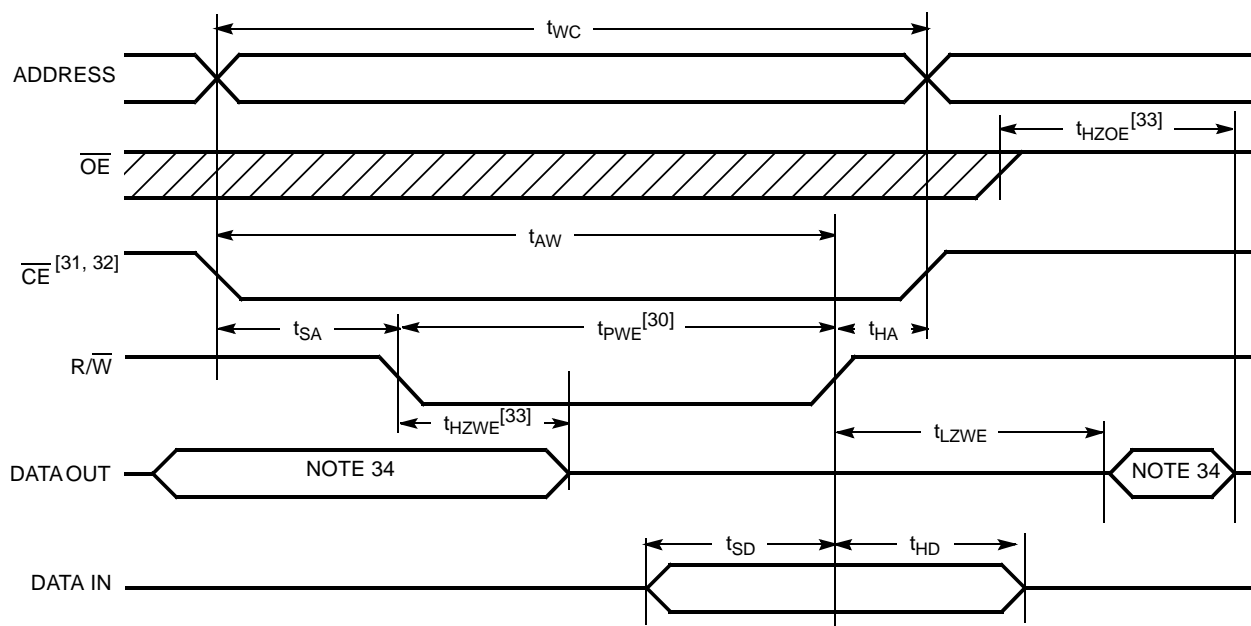 tWC
ADDRESS
tHZOE[33]
OE
tAW
CE [31, 32]
tSA
tPWE[30]
tHA
R/W
tHZWE[33]
tLZWE
DATA OUT
NOTE 34
NOTE 34
tSD
tHD
DATA IN